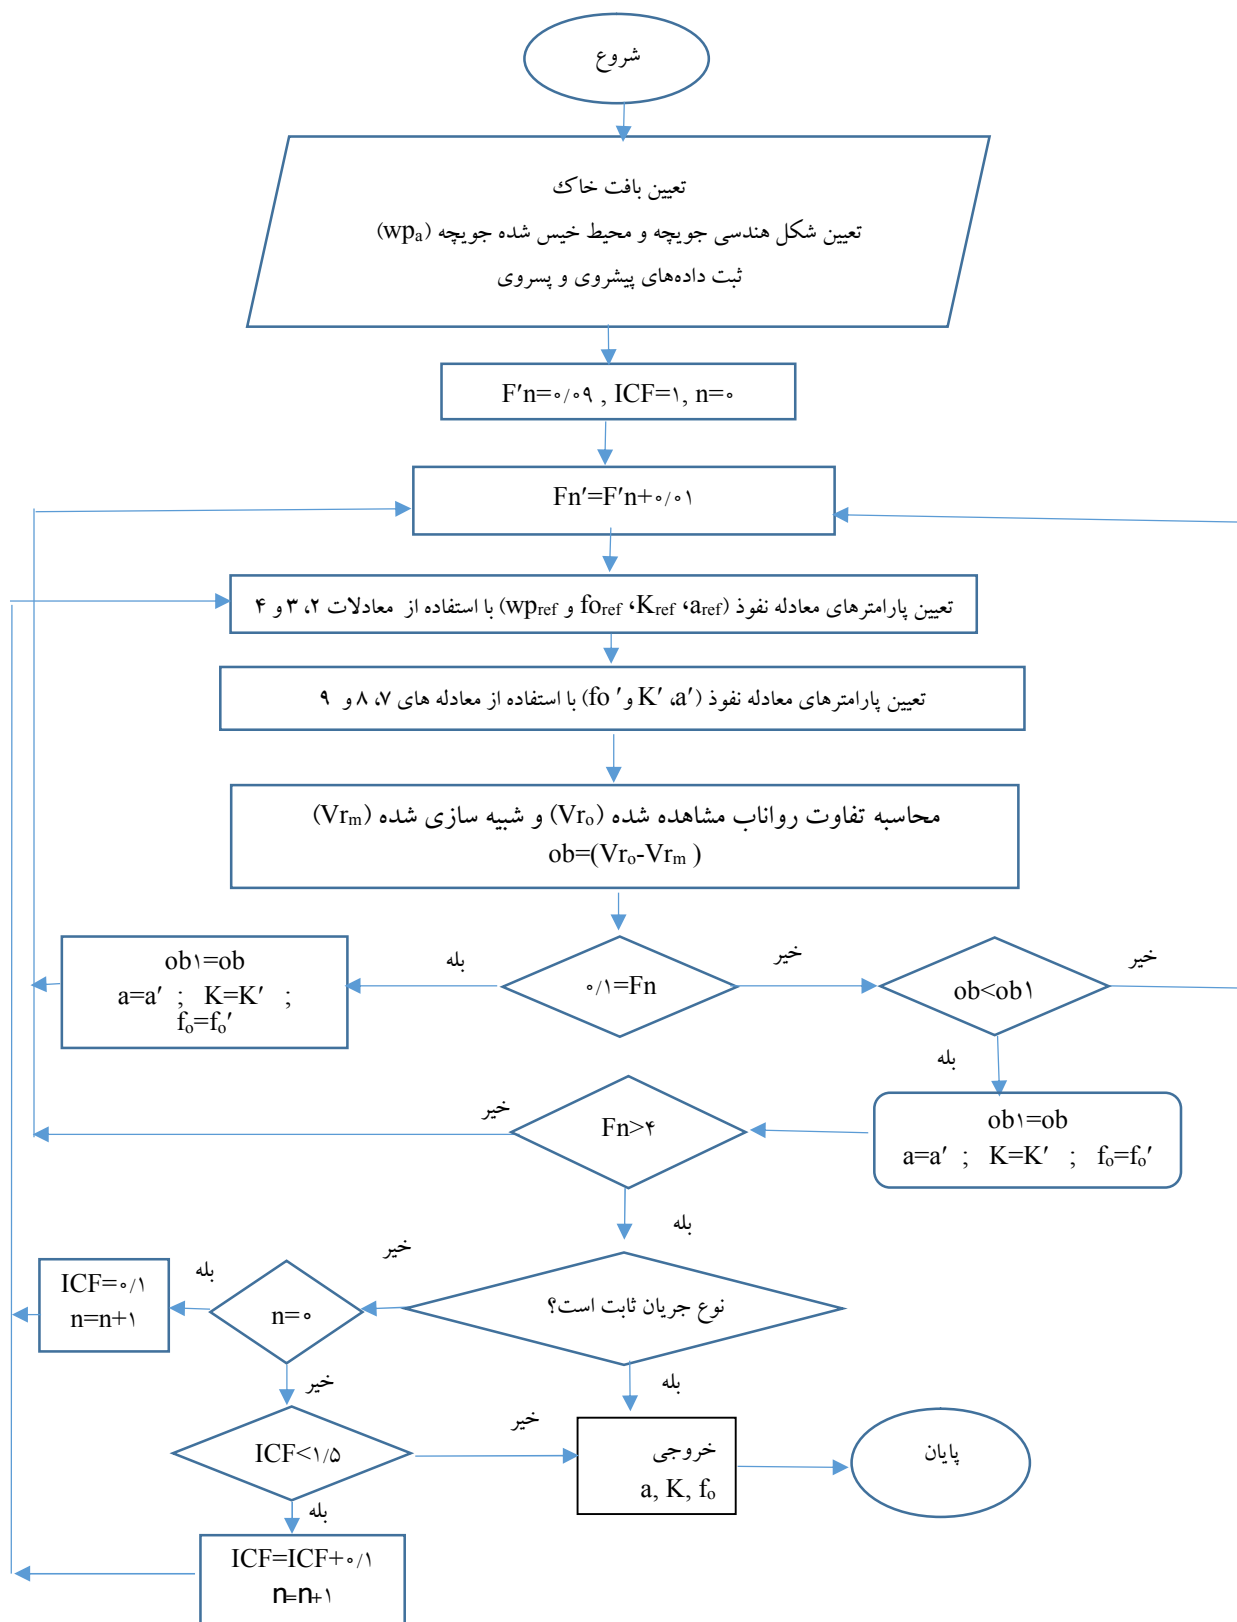 شروع
تعیین بافت خاک
تعیین شکل هندسی جویچه و محیط خیس شده جویچه (wpa)
ثبت داده‌های پیشروی و پسروی
F′n=۰/۰۹ , ICF=۱, n=۰
Fn′=F′n+۰/۰۱
تعیین پارامترهای معادله نفوذ (aref، Kref، foref و wpref) با استفاده از معادلات ۲، ۳ و ۴
تعیین پارامترهای معادله نفوذ (a′، K′ و fo ′) با استفاده از معادله های ۷، ۸ و ۹
محاسبه تفاوت رواناب مشاهده شده (Vro) و شبیه سازی شده (Vrm)
ob=(Vro-Vrm )
ob۱=ob
a=a′ ; K=K′ ;
fo=fo′
بله
۰/۱=Fn
خیر
ob<ob۱
خیر
بله
ob۱=ob
a=a′ ; K=K′ ; fo=fo′
Fn>۴
خیر
بله
نوع جریان ثابت است؟
خیر
n=۰
بله
ICF=۰/۱
n=n+۱
خیر
بله
ICF<۱/۵
خیر
خروجی
a, K, fo
پایان
بله
ICF=ICF+۰/۱
n=n+۱